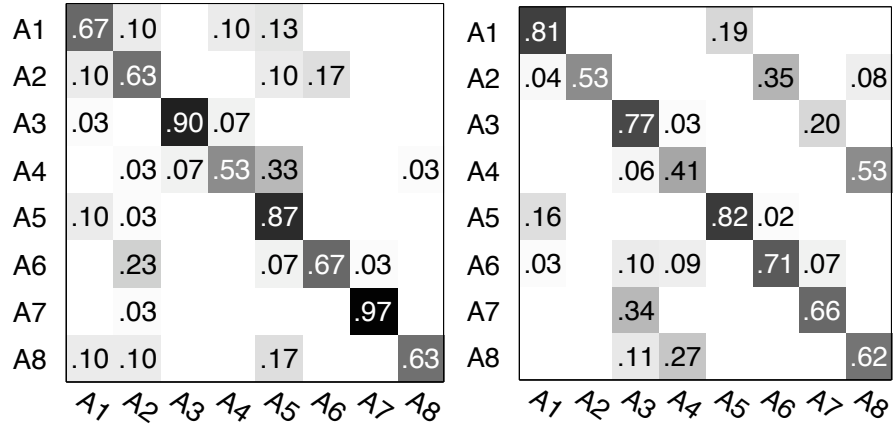 A1 .67 .10 .10 .13 A1 .81 .19
A2 .10 .63 .10 .17 A2 .04 .53 .35 .08
A3 .03 .90 .07 A3 .77 .03 .20
A4 .03 .07 .53 .33 .03 A4 .06 .41 .53
A5 .10 .03 .87 A5 .16 .82 .02
A6 .23 .07 .67 .03 A6 .03 .10 .09 .71 .07
A7 .03 .97 A7 .34 .66
A8 .10 .10 .17 .63 A8 .11 .27 .62
A1 A2 A3 A4 A5 A6 A7 A8 A1 A2 A3 A4 A5 A6 A7 A8